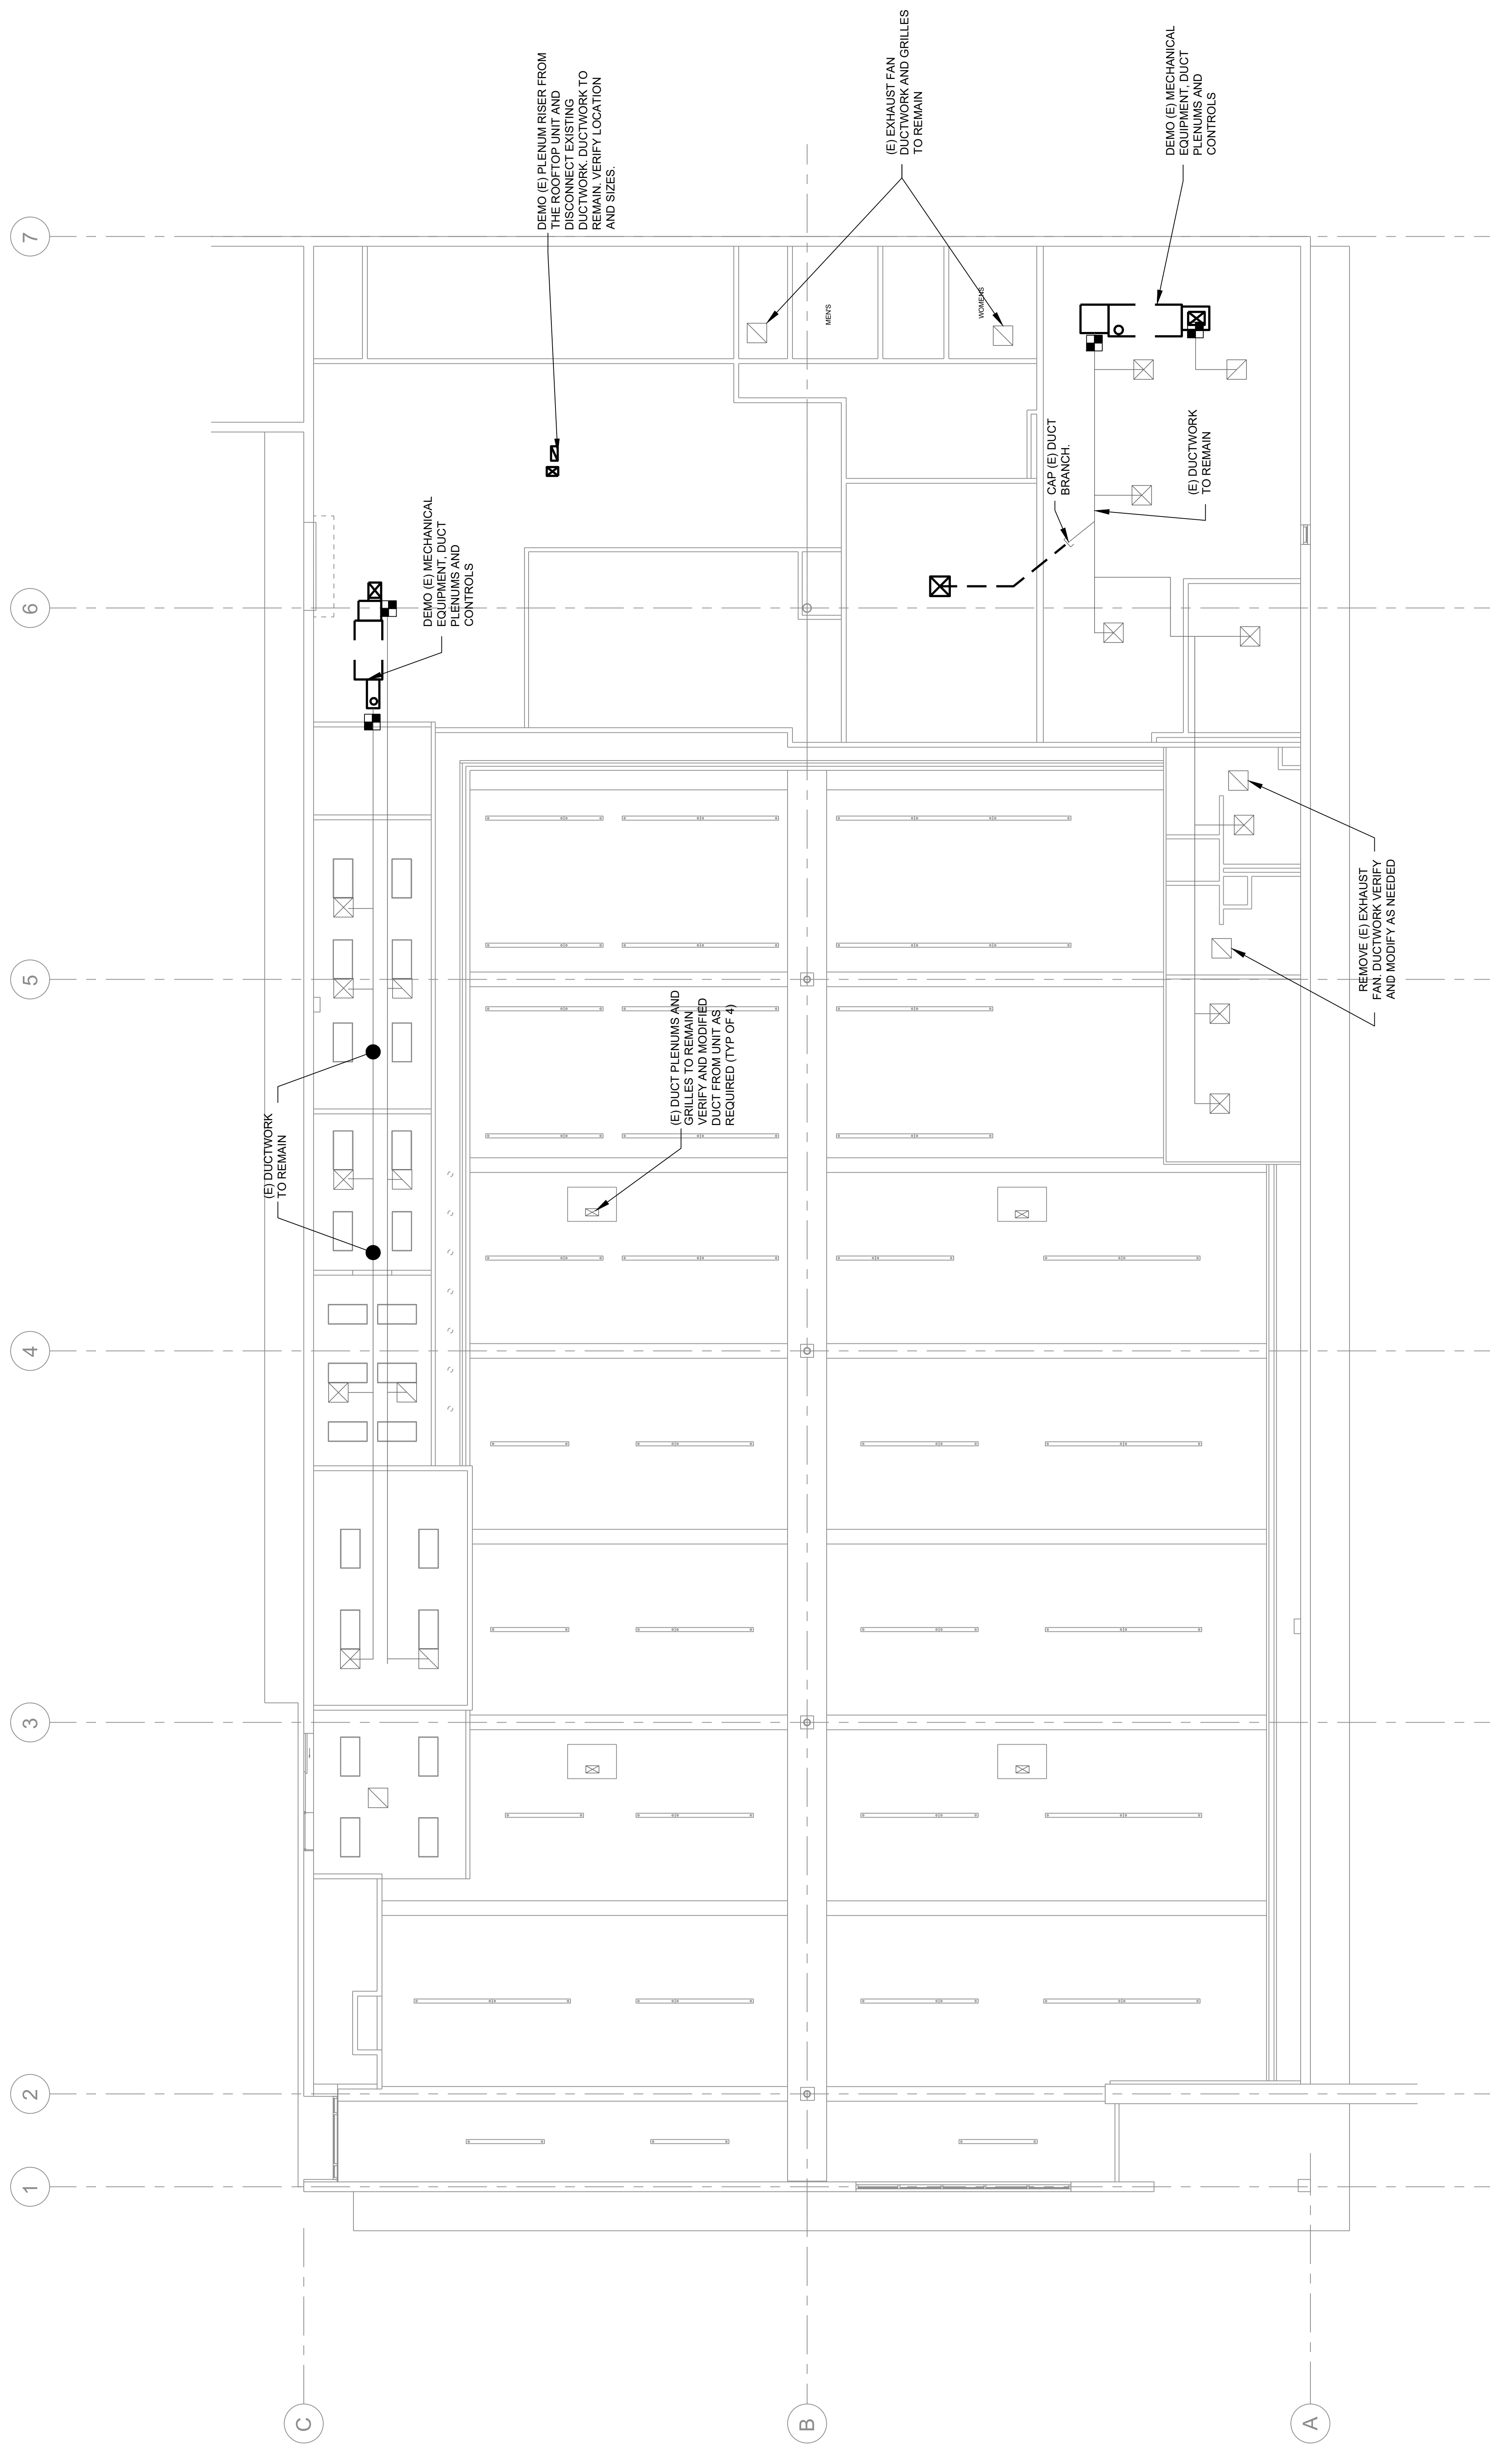 7
6
5
4
3
2
1
C
B
A
DEMO (E) PLENUM RISER FROM
THE ROOFTOP UNIT AND
DISCONNECT EXISTING
DUCTWORK. DUCTWORK TO
REMAIN. VERIFY LOCATION
AND SIZES.
(E) EXHAUST FAN
DUCTWORK AND GRILLES
TO REMAIN
DEMO (E) MECHANICAL
EQUIPMENT, DUCT
PLENUMS AND
CONTROLS
MEN'S
WOMENS
DEMO (E) MECHANICAL
EQUIPMENT, DUCT
PLENUMS AND
CONTROLS
CAP (E) DUCT
BRANCH.
(E) DUCTWORK
TO REMAIN
(E) DUCTWORK
TO REMAIN
(E) DUCT PLENUMS AND
GRILLES TO REMAIN
VERIFY AND MODIFIED
DUCT FROM UNIT AS
REQUIRED (TYP OF 4)
REMOVE (E) EXHAUST
FAN. DUCTWORK VERIFY
AND MODIFY AS NEEDED